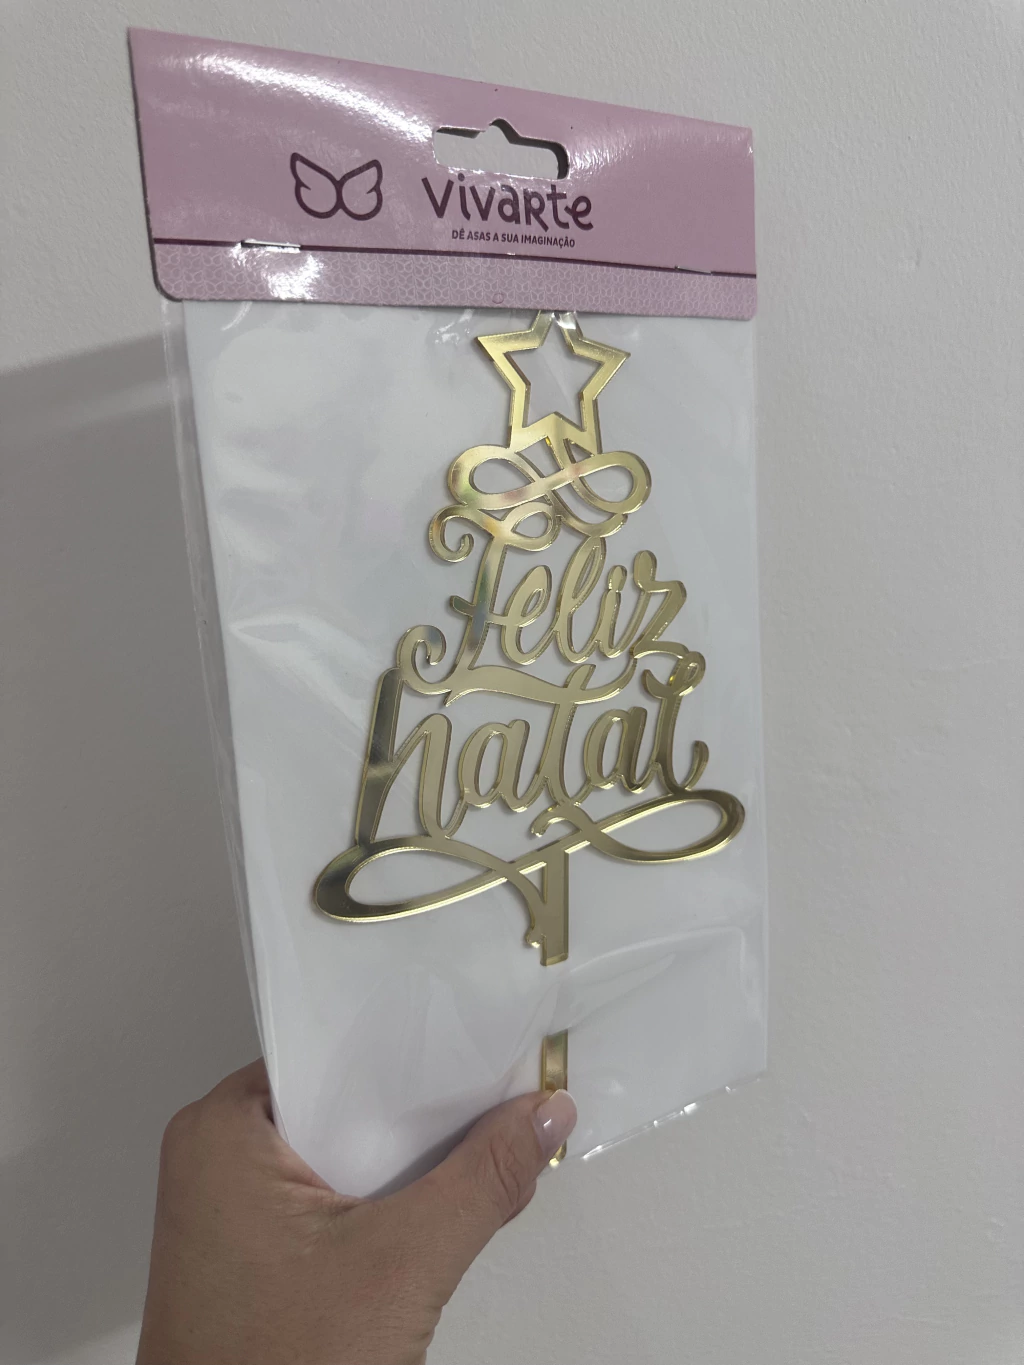 vivarte
DÊ ASAS A SUA IMAGINAÇÃO
Feliz
natal